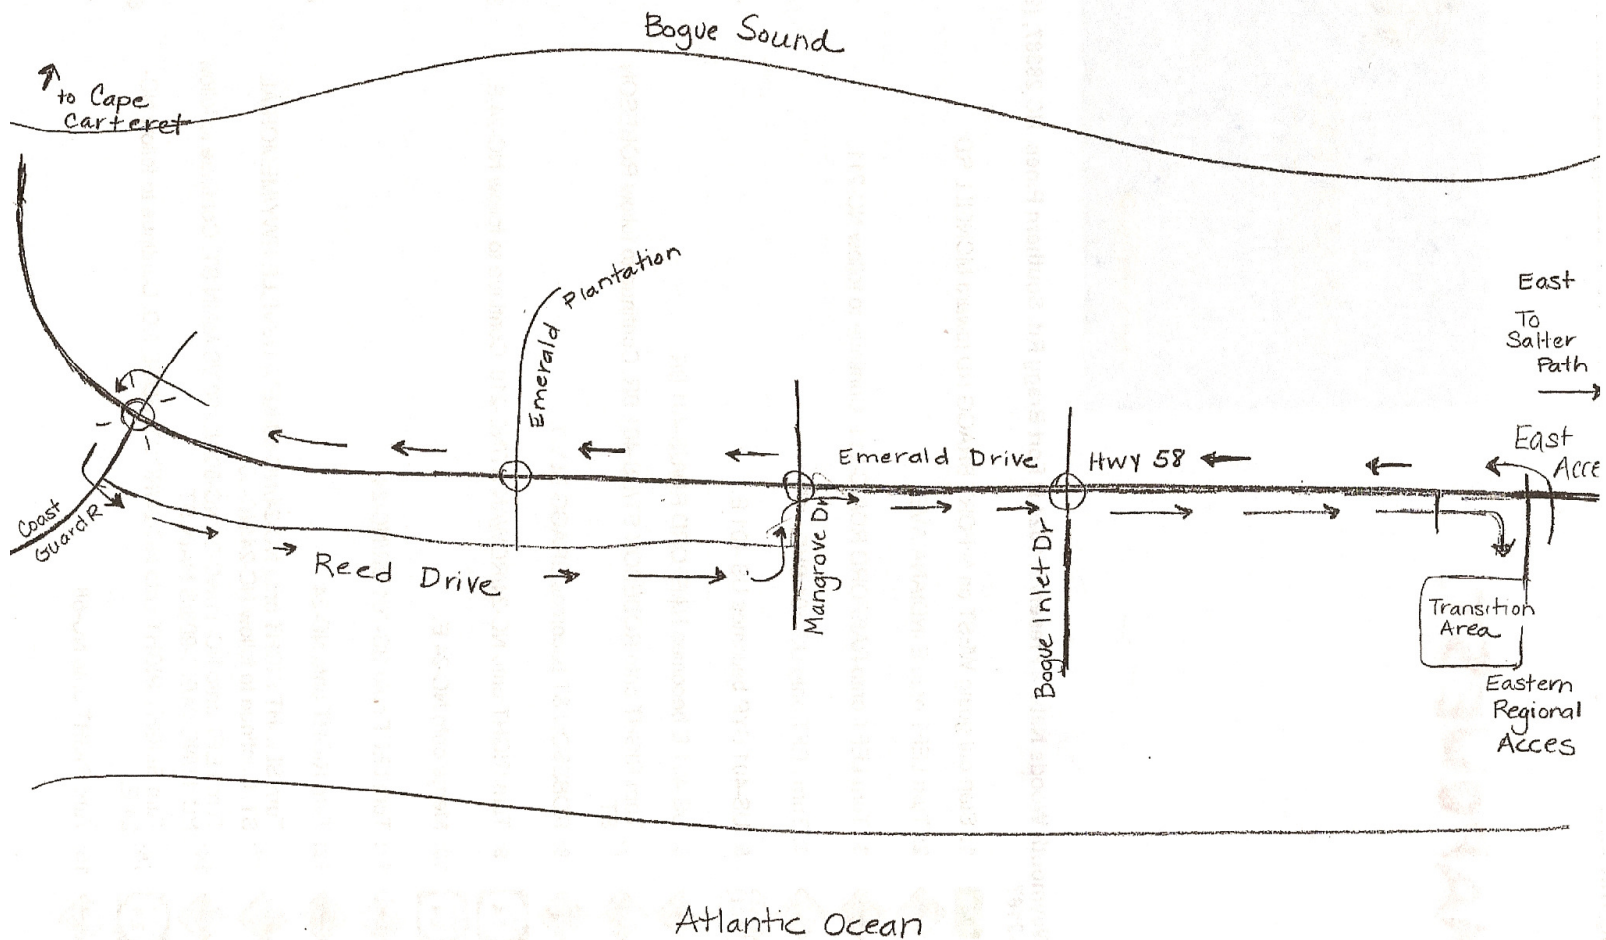 Bogue Sound
to Cape
Carteret
Emerald Plantation
East
To
Salter
Path
East
Acce
Emerald Drive
Hwy 58
Coast
Guard R
Reed Drive
Mangrove Dr
Bogue Inlet Dr
Transition
Area
Eastern
Regional
Acces
Atlantic Ocean